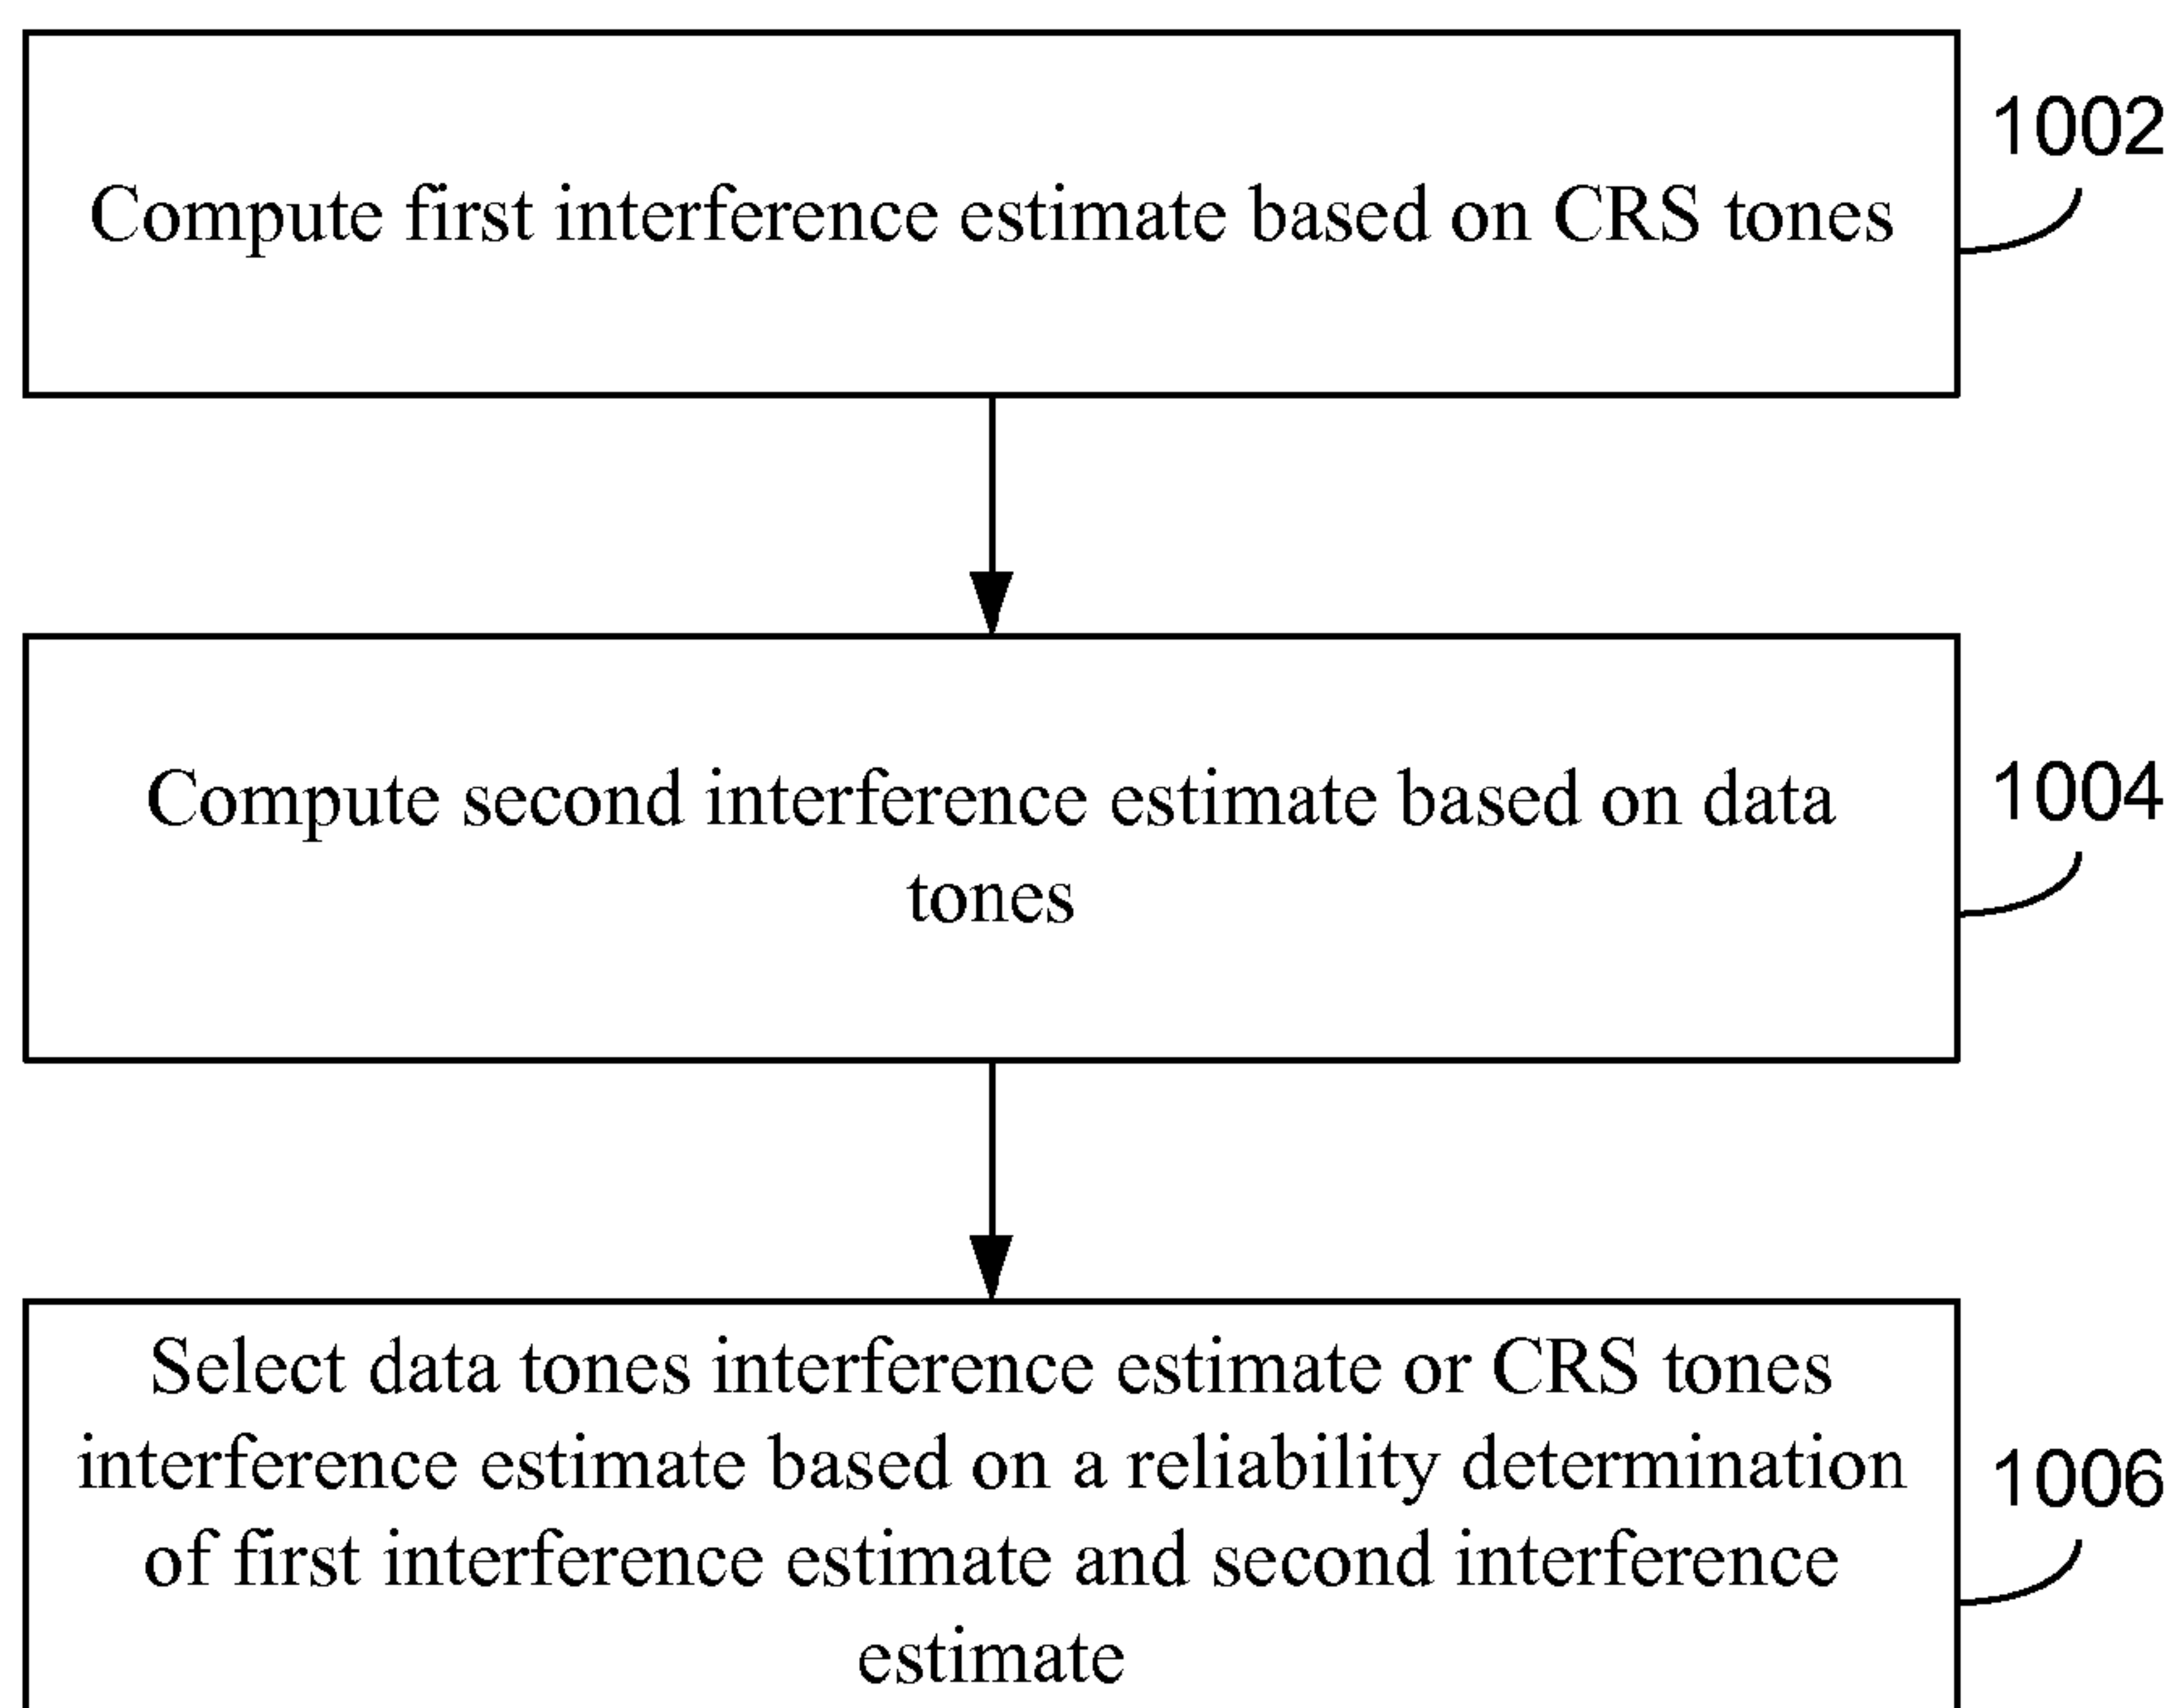 Compute first interference estimate based on CRS tones
1002
Compute second interference estimate based on data
tones
1004
Select data tones interference estimate or CRS tones
interference estimate based on a reliability determination
of first interference estimate and second interference
estimate
1006